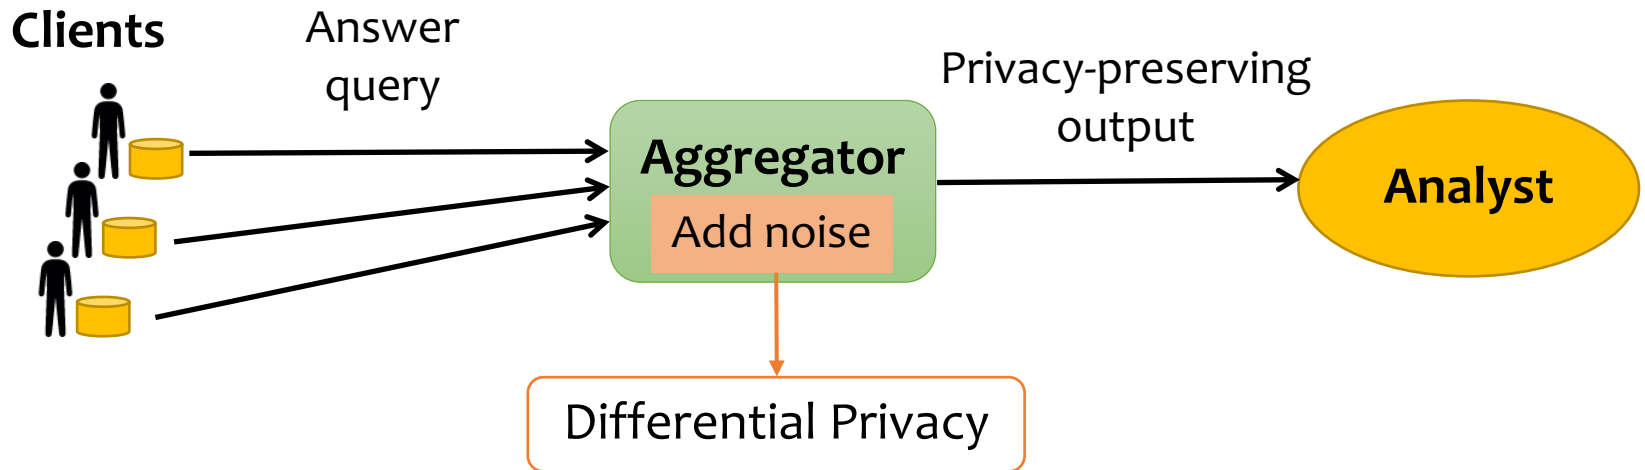 Clients
Answer
query
Privacy-preserving
output
Aggregator
Add noise
Analyst
Differential Privacy